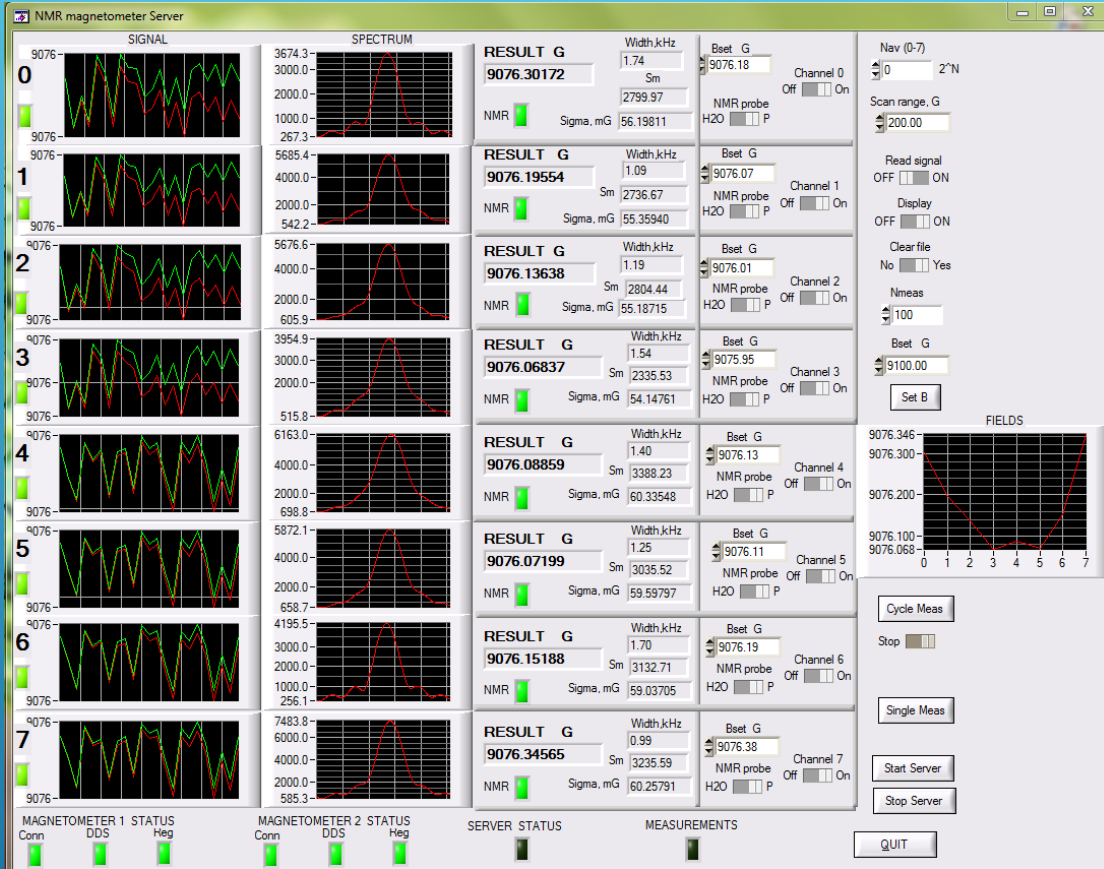 NMR magnetometer Server
SIGNAL
SPECTRUM
0
9076
9076
3674.3
3000.0
2000.0
1000.0
267.3
RESULT G
9076.30172
NMR
Width,kHz
1.74
Sm
2799.97
Sigma, mG 56.19811
Bset G
9076.18
NMR probe
H2O P
Channel 0
Off On
1
9076
9076
5685.4
4000.0
2000.0
542.2
RESULT G
9076.19554
NMR
Width,kHz
1.09
Sm 2736.67
Sigma, mG 55.35940
Bset G
9076.07
NMR probe
H2O P
Channel 1
Off On
2
9076
9076
5676.6
4000.0
2000.0
605.9
RESULT G
9076.13638
NMR
Width,kHz
1.19
Sm 2804.44
Sigma, mG 55.18715
Bset G
9076.01
NMR probe
H2O P
Channel 2
Off On
3
9076
9076
9076
3954.9
3000.0
2000.0
515.8
RESULT G
9076.06837
NMR
Width,kHz
1.54
Sm 2335.53
Sigma, mG 54.14761
Bset G
9075.95
NMR probe
H2O P
Channel 3
Off On
4
9076
9076
6163.0
4000.0
2000.0
698.8
RESULT G
9076.08859
NMR
Width,kHz
1.40
Sm 3388.23
Sigma, mG 60.33548
Bset G
9076.13
NMR probe
H2O P
Channel 4
Off On
5
9076
9076
5872.1
4000.0
2000.0
658.7
RESULT G
9076.07199
NMR
Width,kHz
1.25
Sm 3035.52
Sigma, mG 59.59797
Bset G
9076.11
NMR probe
H2O P
Channel 5
Off On
6
9076
9076
4195.5
3000.0
2000.0
1000.0
256.1
RESULT G
9076.15188
NMR
Width,kHz
1.70
Sm 3132.71
Sigma, mG 59.03705
Bset G
9076.19
NMR probe
H2O P
Channel 6
Off On
7
9076
9076
7483.8
6000.0
4000.0
2000.0
585.3
RESULT G
9076.34565
NMR
Width,kHz
0.99
Sm 3235.59
Sigma, mG 60.25791
Bset G
9076.38
NMR probe
H2O P
Channel 7
Off On
Nav (0-7)
0 2^N
Scan range, G
200.00
Read signal
OFF ON
Display
OFF ON
Clear file
No Yes
Nmeas
100
Bset G
9100.00
Set B
FIELDS
9076.346
9076.300
9076.200
9076.100
9076.068
0 1 2 3 4 5 6 7
Cycle Meas
Stop
Single Meas
Start Server
Stop Server
QUIT
MAGNETOMETER 1 STATUS
Conn DDS Heg
MAGNETOMETER 2 STATUS
Conn DDS Heg
SERVER STATUS
MEASUREMENTS